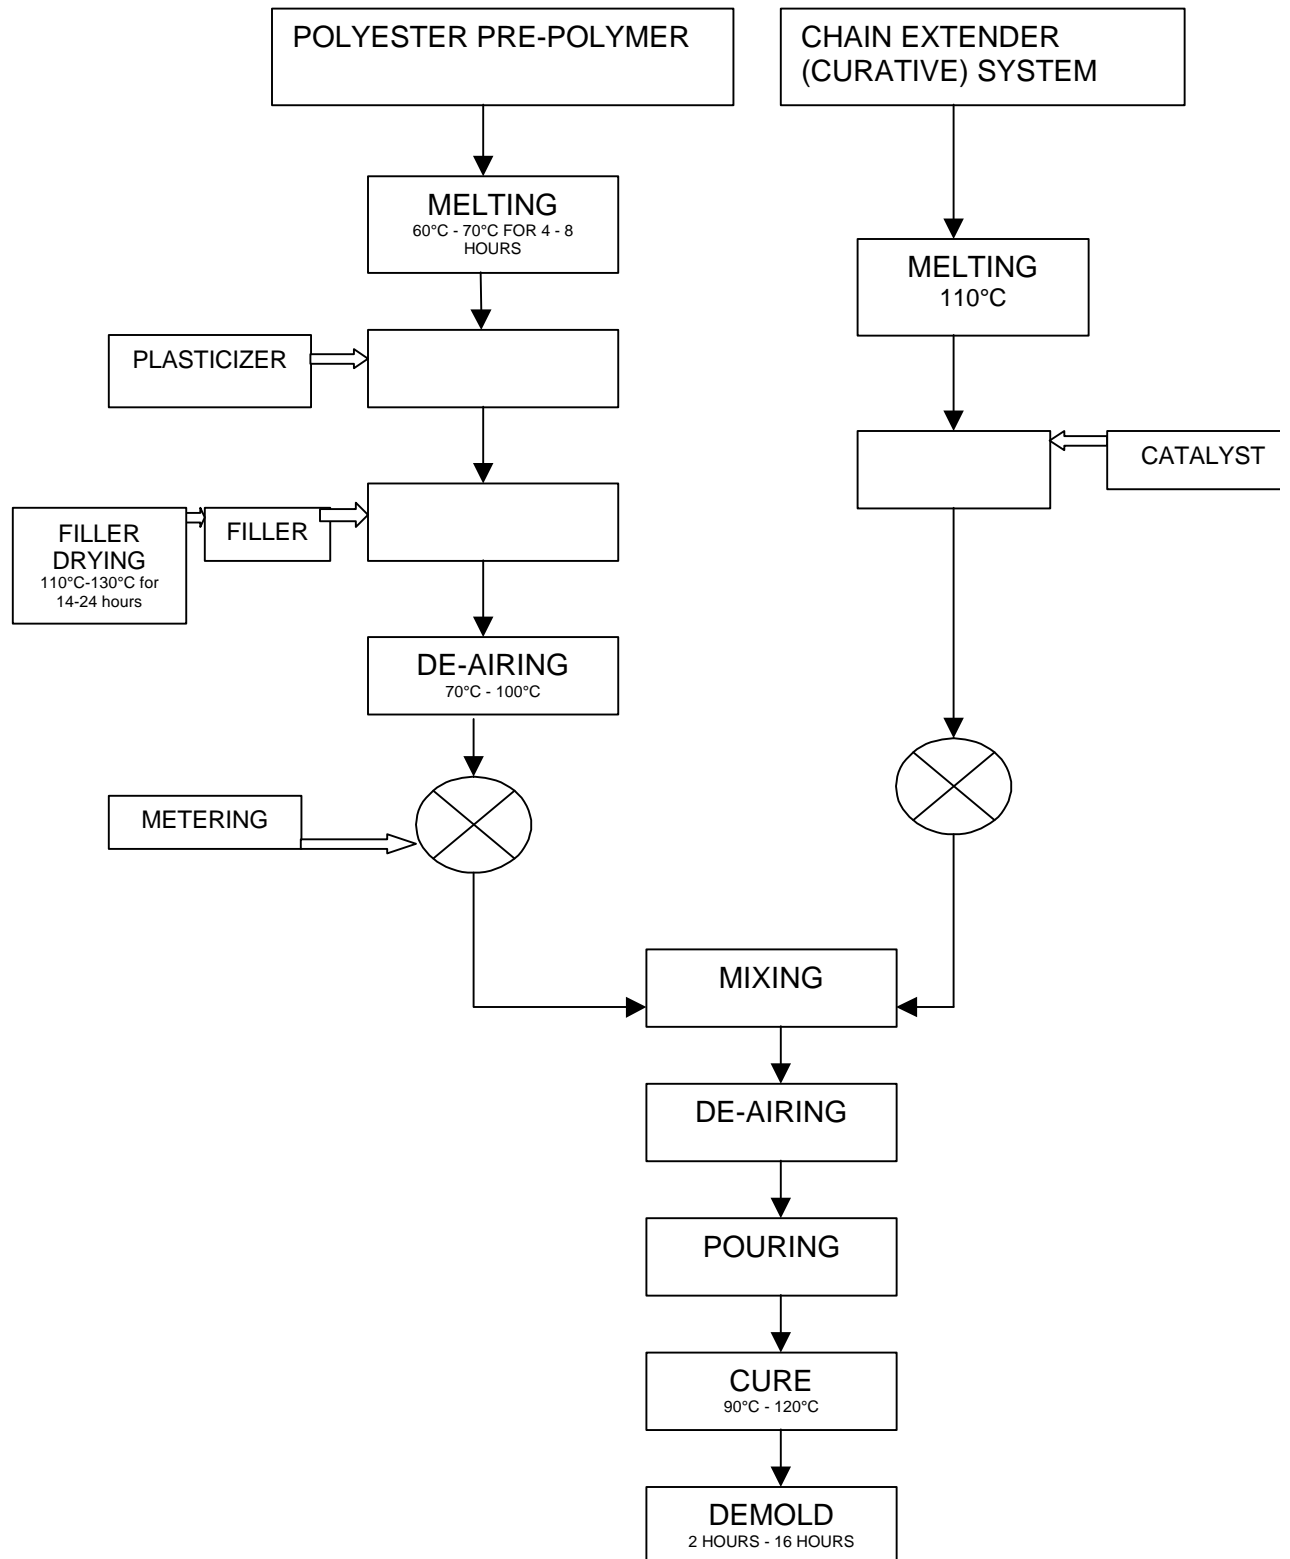 POLYESTER PRE-POLYMER
CHAIN EXTENDER
(CURATIVE) SYSTEM
MELTING
60°C - 70°C FOR 4 - 8
HOURS
MELTING
110°C
PLASTICIZER
CATALYST
FILLER
DRYING
110°C-130°C for
14-24 hours
FILLER
DE-AIRING
70°C - 100°C
METERING
MIXING
DE-AIRING
POURING
CURE
90°C - 120°C
DEMOLD
2 HOURS - 16 HOURS